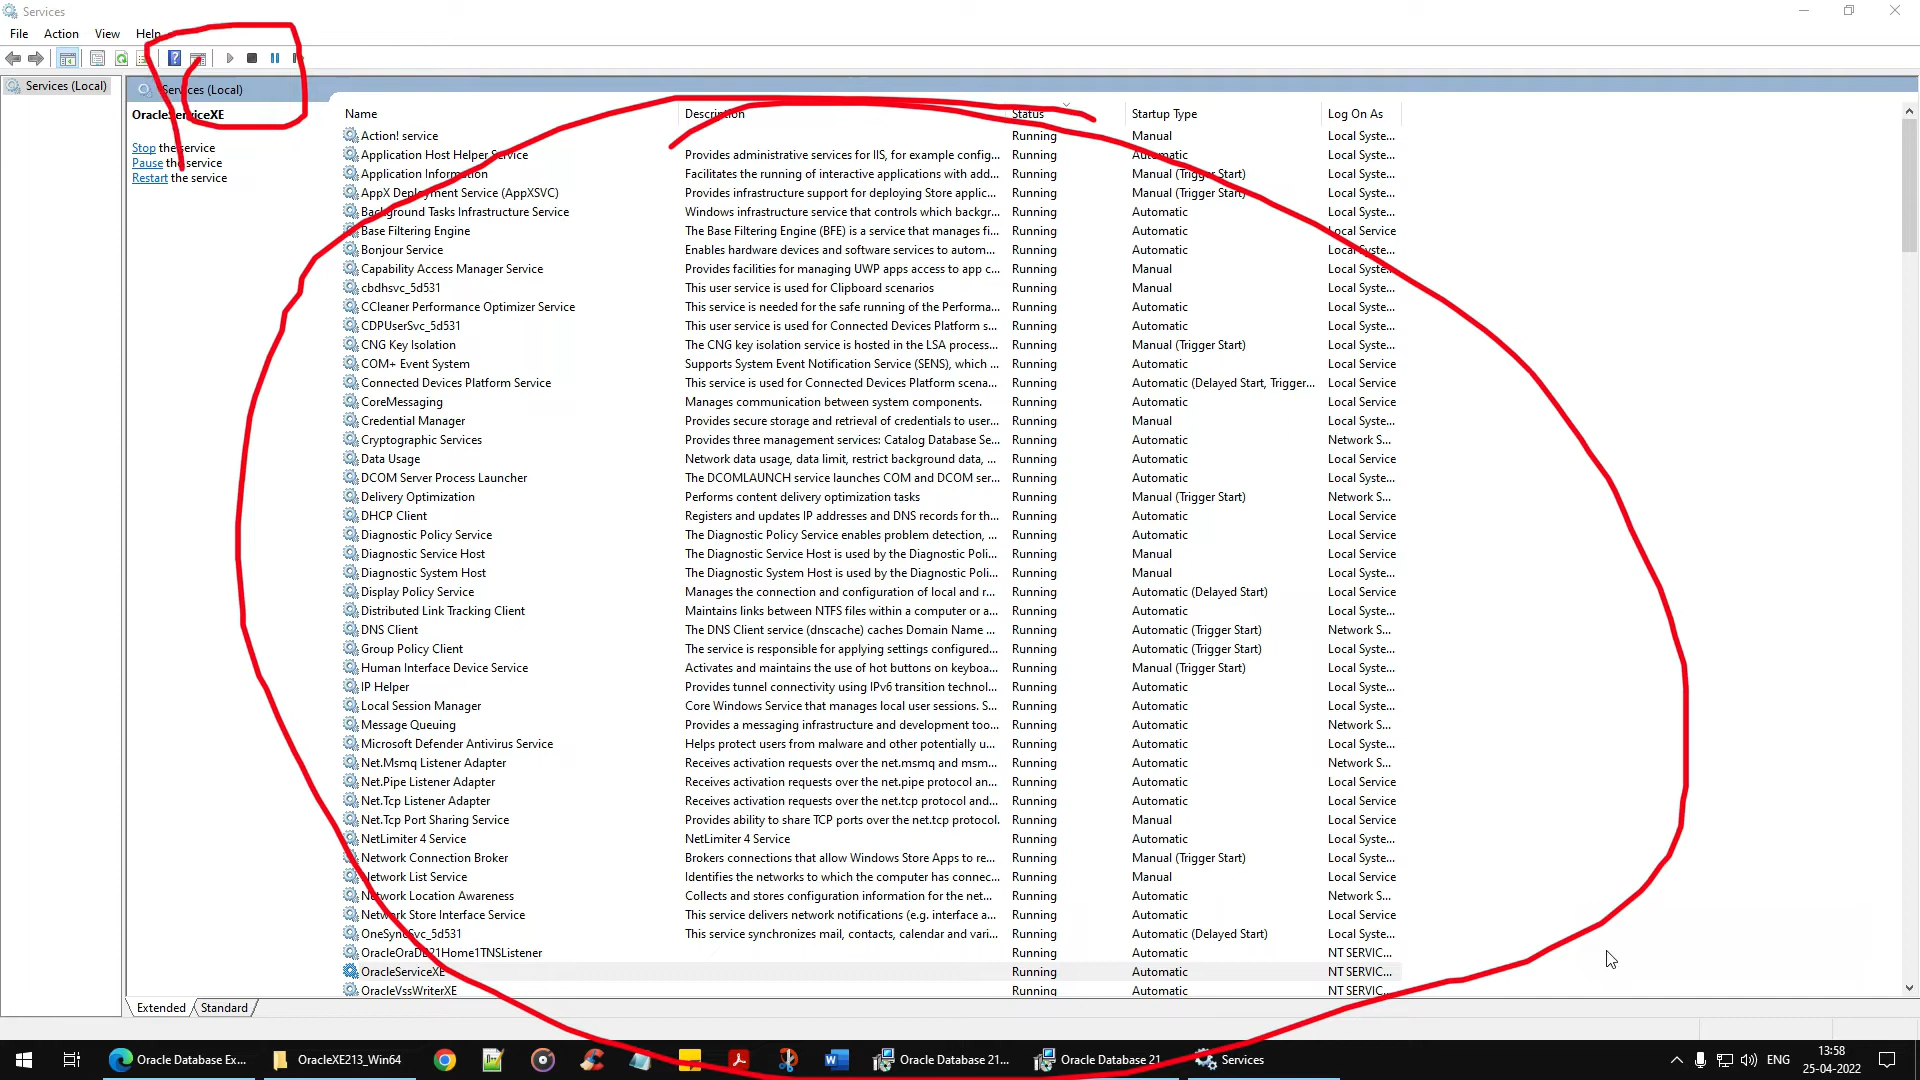 Services
File Action View Help
Services (Local)
Services (Local)
OracleServiceXE
Stop the service
Pause the service
Restart the service
Name Description Status Startup Type Log On As
Action! service Running Manual Local Syste...
Application Host Helper Service Provides administrative services for IIS, for example config... Running Automatic Local Syste...
Application Information Facilitates the running of interactive applications with add... Running Manual (Trigger Start) Local Syste...
AppX Deployment Service (AppXSVC) Provides infrastructure support for deploying Store applic... Running Manual (Trigger Start) Local Syste...
Background Tasks Infrastructure Service Windows infrastructure service that controls which backgr... Running Automatic Local Syste...
Base Filtering Engine The Base Filtering Engine (BFE) is a service that manages fi... Running Automatic Local Service
Bonjour Service Enables hardware devices and software services to autom... Running Automatic Local Syste...
Capability Access Manager Service Provides facilities for managing UWP apps access to app c... Running Manual Local Syste...
cbdhsvc_5d531 This user service is used for Clipboard scenarios Running Manual Local Syste...
CCleaner Performance Optimizer Service This service is needed for the safe running of the Performa... Running Automatic Local Syste...
CDPUserSvc_5d531 This user service is used for Connected Devices Platform s... Running Automatic Local Syste...
CNG Key Isolation The CNG key isolation service is hosted in the LSA process... Running Manual (Trigger Start) Local Syste...
COM+ Event System Supports System Event Notification Service (SENS), which ... Running Automatic Local Service
Connected Devices Platform Service This service is used for Connected Devices Platform scena... Running Automatic (Delayed Start, Trigger... Local Service
CoreMessaging Manages communication between system components. Running Automatic Local Service
Credential Manager Provides secure storage and retrieval of credentials to user... Running Manual Local Syste...
Cryptographic Services Provides three management services: Catalog Database Se... Running Automatic Network S...
Data Usage Network data usage, data limit, restrict background data, ... Running Automatic Local Service
DCOM Server Process Launcher The DCOMLAUNCH service launches COM and DCOM ser... Running Automatic Local Syste...
Delivery Optimization Performs content delivery optimization tasks Running Manual (Trigger Start) Network S...
DHCP Client Registers and updates IP addresses and DNS records for th... Running Automatic Local Service
Diagnostic Policy Service The Diagnostic Policy Service enables problem detection, ... Running Automatic Local Service
Diagnostic Service Host The Diagnostic Service Host is used by the Diagnostic Poli... Running Manual Local Service
Diagnostic System Host The Diagnostic System Host is used by the Diagnostic Poli... Running Manual Local Syste...
Display Policy Service Manages the connection and configuration of local and r... Running Automatic (Delayed Start) Local Service
Distributed Link Tracking Client Maintains links between NTFS files within a computer or a... Running Automatic Local Syste...
DNS Client The DNS Client service (dnscache) caches Domain Name ... Running Automatic (Trigger Start) Network S...
Group Policy Client The service is responsible for applying settings configured... Running Automatic (Trigger Start) Local Syste...
Human Interface Device Service Activates and maintains the use of hot buttons on keyboa... Running Manual (Trigger Start) Local Syste...
IP Helper Provides tunnel connectivity using IPv6 transition technol... Running Automatic Local Syste...
Local Session Manager Core Windows Service that manages local user sessions. S... Running Automatic Local Syste...
Message Queuing Provides a messaging infrastructure and development too... Running Automatic Network S...
Microsoft Defender Antivirus Service Helps protect users from malware and other potentially u... Running Automatic Local Syste...
Net.Msmq Listener Adapter Receives activation requests over the net.msmq and msm... Running Automatic Network S...
Net.Pipe Listener Adapter Receives activation requests over the net.pipe protocol an... Running Automatic Local Service
Net.Tcp Listener Adapter Receives activation requests over the net.tcp protocol and... Running Automatic Local Service
Net.Tcp Port Sharing Service Provides ability to share TCP ports over the net.tcp protocol. Running Manual Local Service
NetLimiter 4 Service NetLimiter 4 Service Running Automatic Local Syste...
Network Connection Broker Brokers connections that allow Windows Store Apps to re... Running Manual (Trigger Start) Local Syste...
Network List Service Identifies the networks to which the computer has connec... Running Manual Local Service
Network Location Awareness Collects and stores configuration information for the net... Running Automatic Network S...
Network Store Interface Service This service delivers network notifications (e.g. interface a... Running Automatic Local Service
OneSyncSvc_5d531 This service synchronizes mail, contacts, calendar and vari... Running Automatic (Delayed Start) Local Syste...
OracleOraDB21Home1TNSListener Running Automatic NT SERVIC...
OracleServiceXE Running Automatic NT SERVIC...
OracleVssWriterXE Running Automatic NT SERVIC...
Extended Standard
Oracle Database Ex... OracleXE213_Win64 Oracle Database 21... Oracle Database 21 Services ENG 13:58
25-04-2022